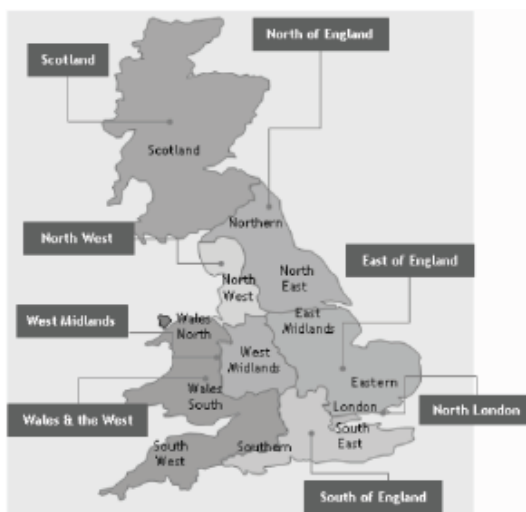 North of England
Scotland
Scotland
Northern
North West
North
East
East of England
North
West
Wales
North
East
Midlands
West Midlands
West
Midlands
Eastern
Wales
South
London
North London
Wales & the West
South
East
South
West
Southern
South of England